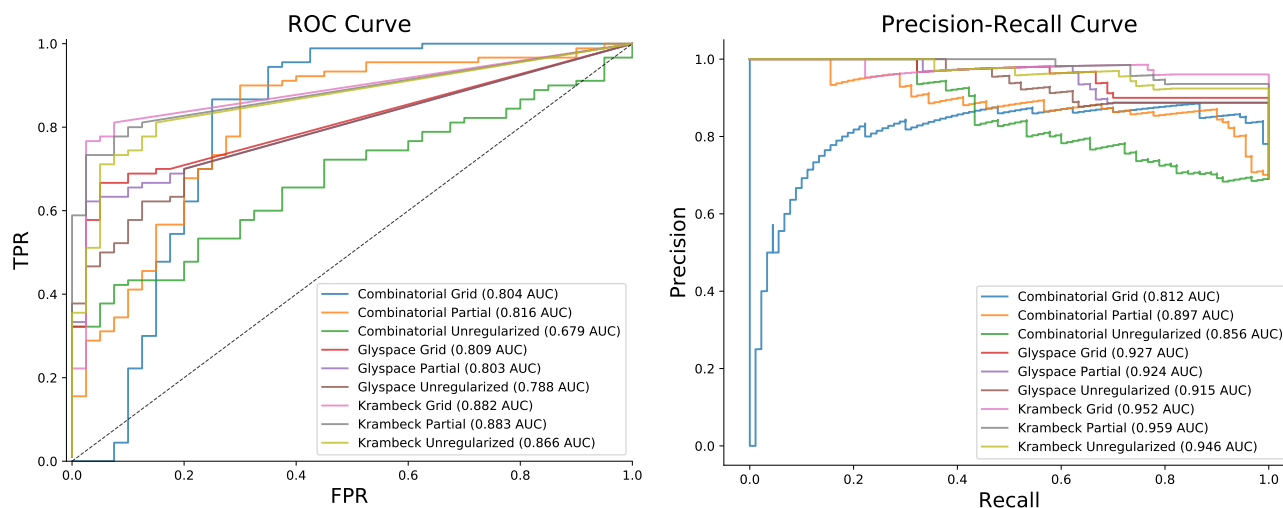 ROC Curve
1.0
0.8
0.6
0.4
0.2
0.0
TPR
0.0
0.2
0.4
0.6
0.8
1.0
FPR
Combinatorial Grid (0.804 AUC)
Combinatorial Partial (0.816 AUC)
Combinatorial Unregularized (0.679 AUC)
Glyspace Grid (0.809 AUC)
Glyspace Partial (0.803 AUC)
Glyspace Unregularized (0.788 AUC)
Krambeck Grid (0.882 AUC)
Krambeck Partial (0.883 AUC)
Krambeck Unregularized (0.866 AUC)
Precision-Recall Curve
1.0
0.8
0.6
0.4
0.2
0.0
Precision
0.0
0.2
0.4
0.6
0.8
1.0
Recall
Combinatorial Grid (0.812 AUC)
Combinatorial Partial (0.897 AUC)
Combinatorial Unregularized (0.856 AUC)
Glyspace Grid (0.927 AUC)
Glyspace Partial (0.924 AUC)
Glyspace Unregularized (0.915 AUC)
Krambeck Grid (0.952 AUC)
Krambeck Partial (0.959 AUC)
Krambeck Unregularized (0.946 AUC)